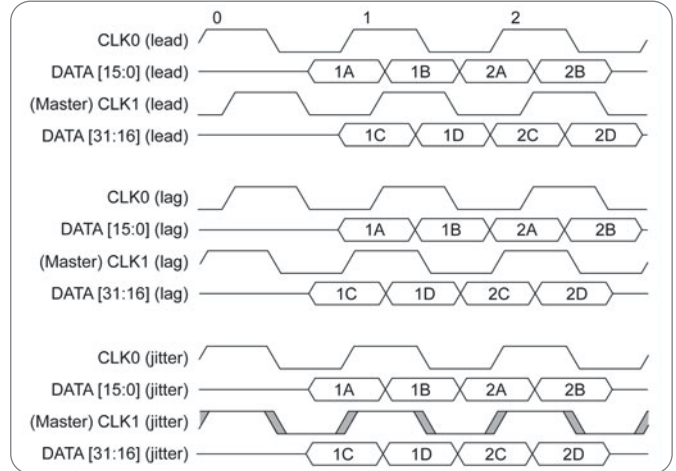 0 1 2
CLK0 (lead)
DATA [15:0] (lead) 1A 1B 2A 2B
(Master) CLK1 (lead)
DATA [31:16] (lead) 1C 1D 2C 2D
CLK0 (lag)
DATA [15:0] (lag) 1A 1B 2A 2B
(Master) CLK1 (lag)
DATA [31:16] (lag) 1C 1D 2C 2D
CLK0 (jitter)
DATA [15:0] (jitter) 1A 1B 2A 2B
(Master) CLK1 (jitter)
DATA [31:16] (jitter) 1C 1D 2C 2D